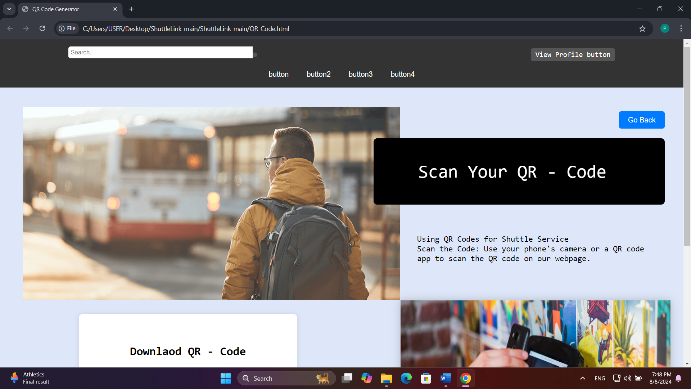 QR Code Generator
File
C:/Users/USER/Desktop/ShuttleLink-main/ShuttleLink-main/QR-Code.html
R
Search...
View Profile button
button
button2
button3
button4
Go Back
Scan Your QR - Code
Using QR Codes for Shuttle Service
Scan the Code: Use your phone's camera or a QR code
app to scan the QR code on our webpage.
Downlaod QR - Code
Athletics
Final result
Search
ENG
7:48 PM
8/8/2024